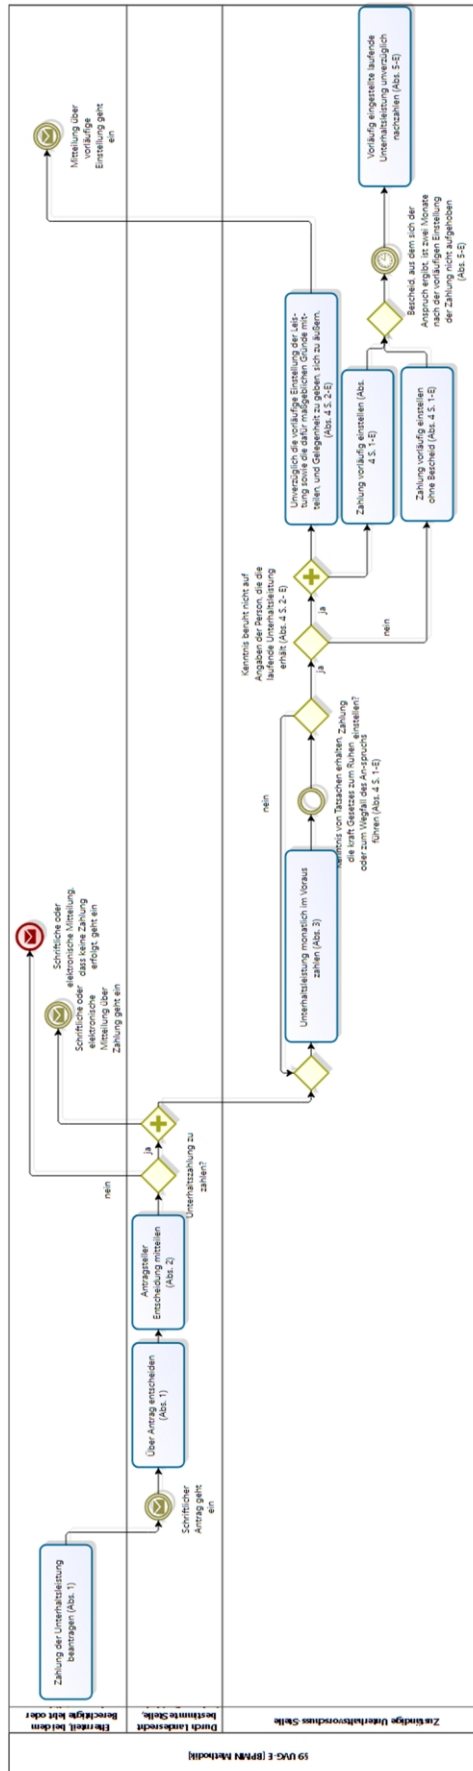 §9 UVG-E (BPMN Methodik)
Elternteil, bei dem
Berechtigte lebt oder
Durch Landesrecht
bestimmte Stelle,
Zuständige Unterhaltvorschuss Stelle
Zahlung der Unterhaltsleistung
beantragen (Abs. 1)
Schriftlicher
Antrag geht
ein
Über Antrag entscheiden
(Abs. 1)
Antragsteller
Entscheidung mitteilen
(Abs. 2)
Unterhaltszahlung zu
zahlen?
nein
ja
Schriftliche oder
elektronische Mitteilung,
dass keine Zahlung
erfolgt, geht ein
Schriftliche oder
elektronische
Mitteilung über
Zahlung geht ein
Unterhaltsleistung monatlich im Voraus
zahlen (Abs. 3)
Kenntnis von Tatsachen erhalten,
die kraft Gesetzes zum Ruhen
oder zum Wegfall des An-spruchs
führen (Abs. 4 S. 1-E)
Zahlung
einstellen?
nein
ja
Kenntnis beruht nicht auf
Angaben der Person, die die
laufende Unterhaltsleistung
erhält (Abs. 4 S. 2- E)
ja
nein
Unverzüglich die vorläufige Einstellung der Leis-
tung sowie die dafür maßgeblichen Gründe mit-
teilen, und Gelegenheit zu geben, sich zu äußern.
(Abs. 4 S. 2-E)
Zahlung vorläufig einstellen (Abs.
4 S. 1-E)
Zahlung vorläufig einstellen
ohne Bescheid (Abs. 4 S. 1-E)
Mitteilung über
vorläufige
Einstellung geht
ein
Bescheid, aus dem sich der
Anspruch ergibt, ist zwei Monate
nach der vorläufigen Einstellung
der Zahlung nicht aufgehoben
(Abs. 5-E)
Vorläufig eingestellte laufende
Unterhaltsleistung unverzüglich
nachzahlen (Abs. 5-E)